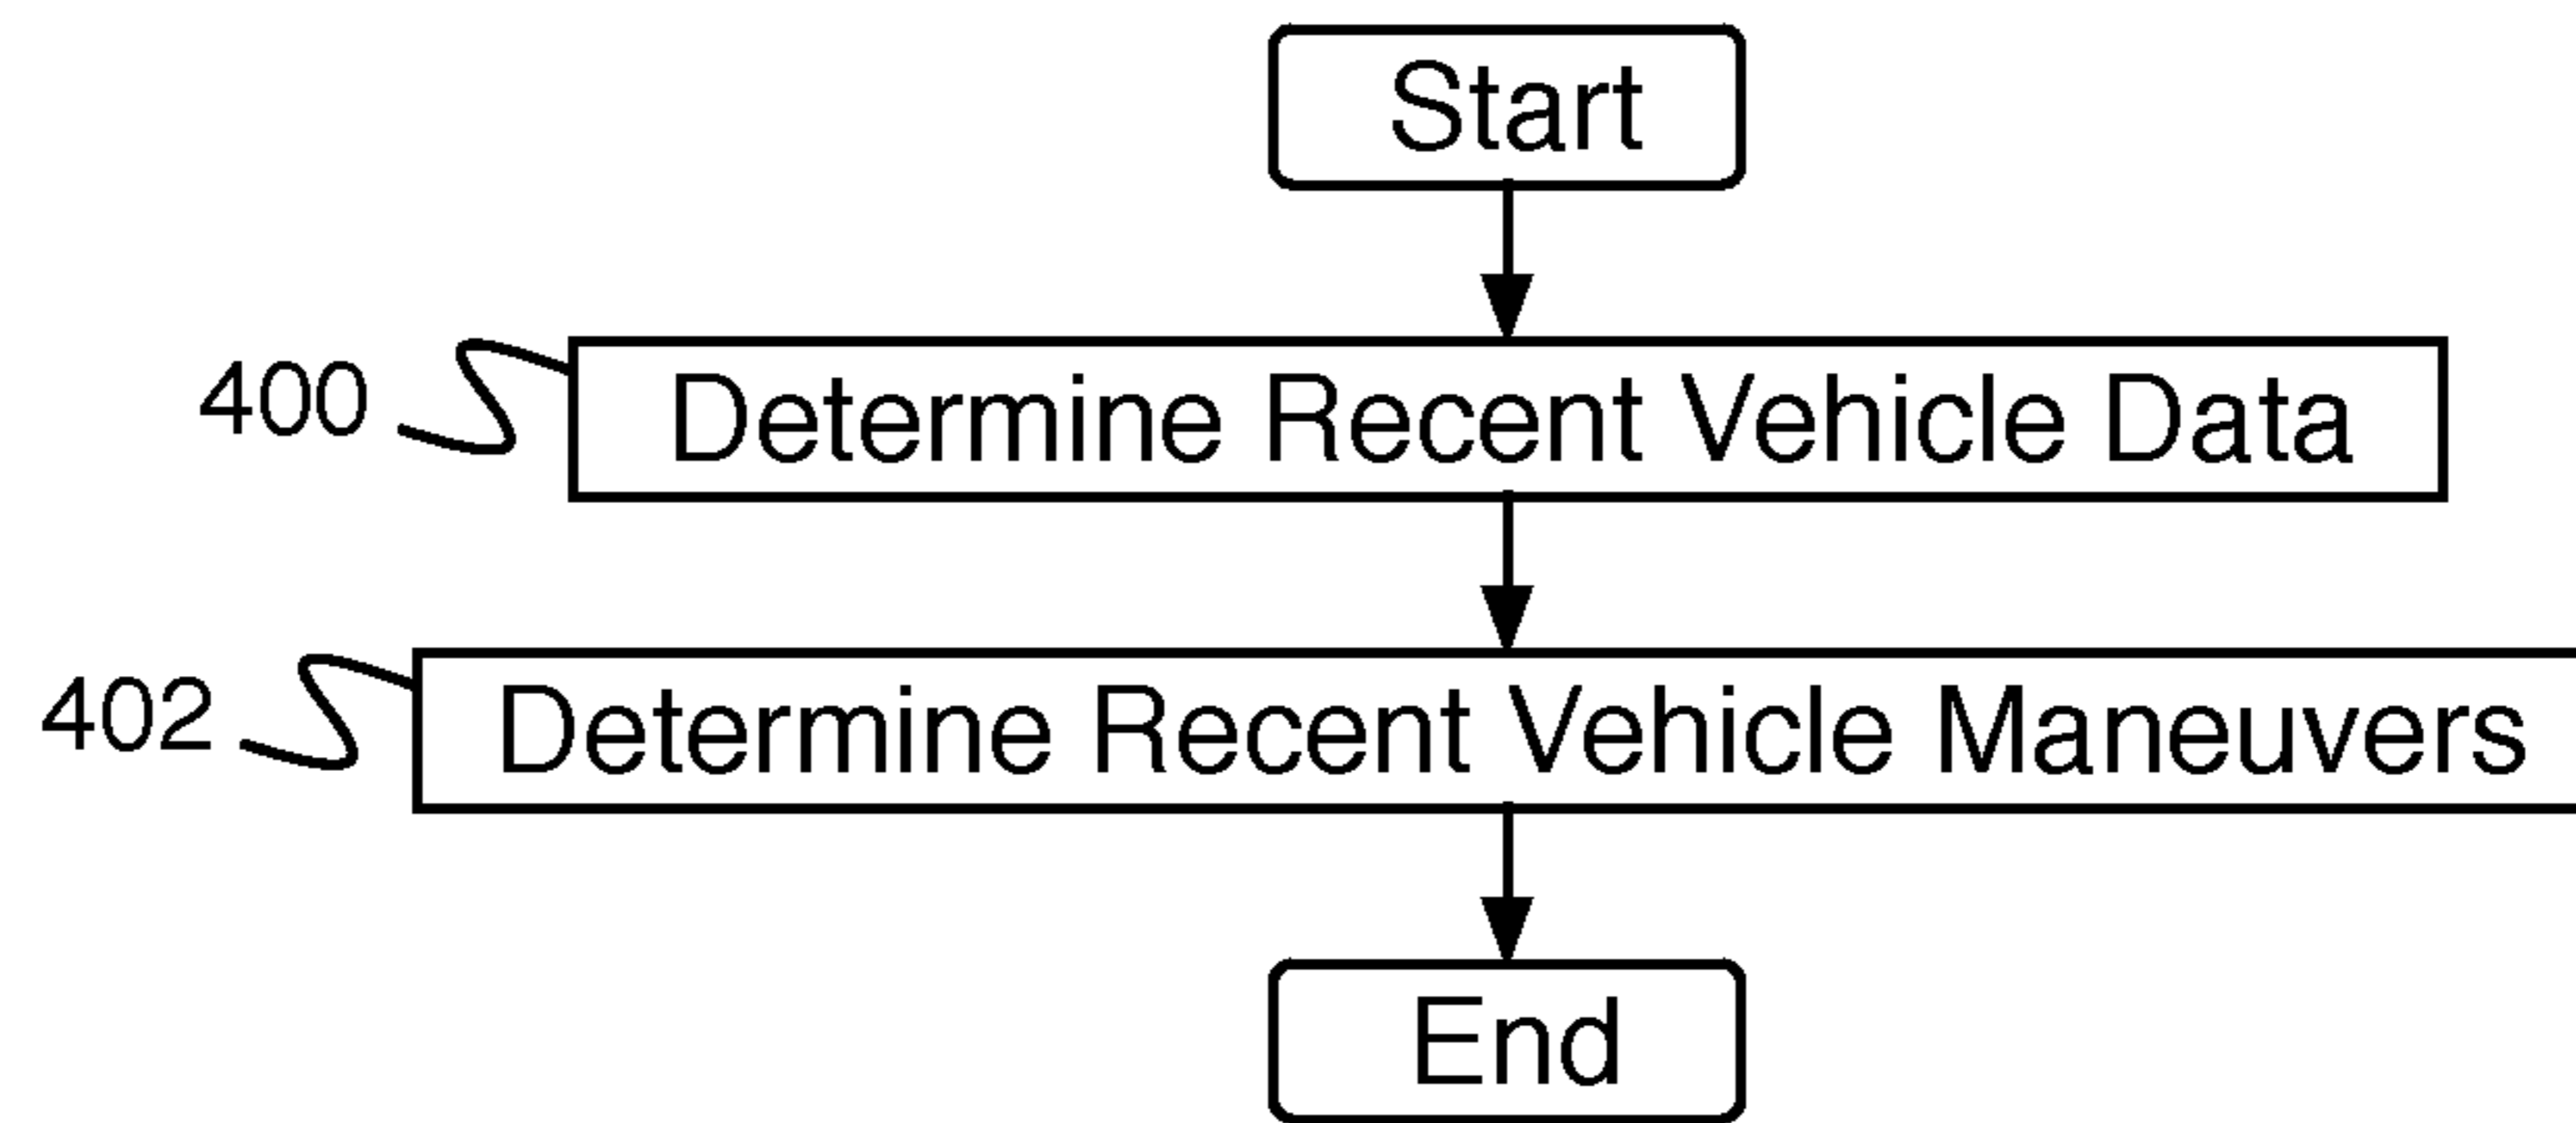 Start
400
Determine Recent Vehicle Data
402
Determine Recent Vehicle Maneuvers
End